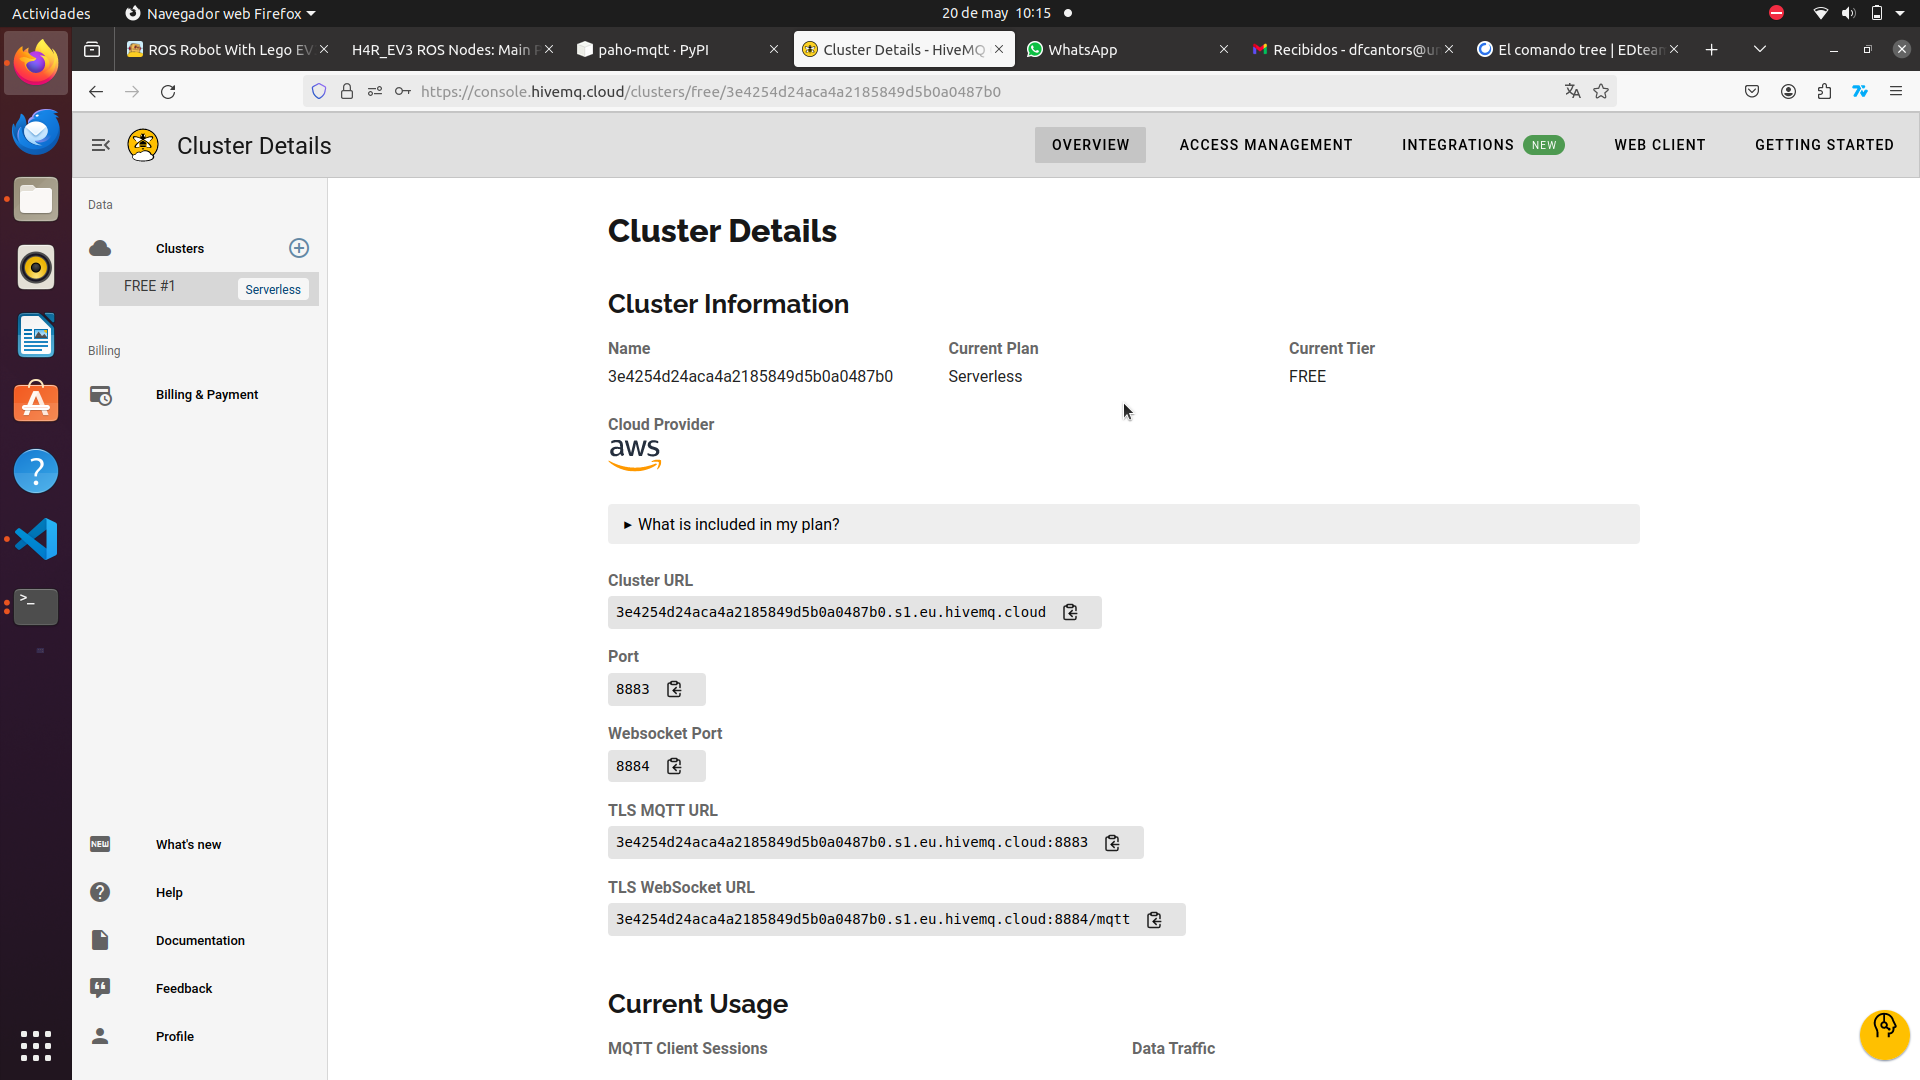 Actividades
Navegador web Firefox
20 de may 10:15
ROS Robot With Lego EV
H4R_EV3 ROS Nodes: Main P
paho-mqtt · PyPI
Cluster Details - HiveMQ
WhatsApp
Recibidos - dfcantors@u
El comando tree | EDtea
https://console.hivemq.cloud/clusters/free/3e4254d24aca4a2185849d5b0a0487b0
Cluster Details
OVERVIEW
ACCESS MANAGEMENT
INTEGRATIONS NEW
WEB CLIENT
GETTING STARTED
Data
Clusters
FREE #1
Serverless
Billing
Billing & Payment
NEW What's new
Help
Documentation
Feedback
Profile
Cluster Details
Cluster Information
Name
Current Plan
Current Tier
3e4254d24aca4a2185849d5b0a0487b0
Serverless
FREE
Cloud Provider
aws
What is included in my plan?
Cluster URL
3e4254d24aca4a2185849d5b0a0487b0.s1.eu.hivemq.cloud
Port
8883
Websocket Port
8884
TLS MQTT URL
3e4254d24aca4a2185849d5b0a0487b0.s1.eu.hivemq.cloud:8883
TLS WebSocket URL
3e4254d24aca4a2185849d5b0a0487b0.s1.eu.hivemq.cloud:8884/mqtt
Current Usage
MQTT Client Sessions
Data Traffic